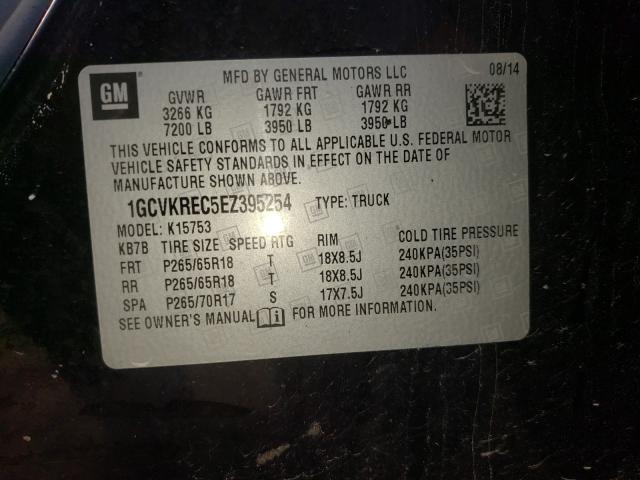 GM
MFD BY GENERAL MOTORS LLC 08/14
GVWR GAWR FRT GAWR RR
3266 KG 1792 KG 1792 KG
7200 LB 3950 LB 3950 LB
THIS VEHICLE CONFORMS TO ALL APPLICABLE U.S. FEDERAL MOTOR
VEHICLE SAFETY STANDARDS IN EFFECT ON THE DATE OF
MANUFACTURE SHOWN ABOVE.
1GCVKREC5EZ395254 TYPE: TRUCK
MODEL: K15753
KB7B TIRE SIZE SPEED RTG RIM COLD TIRE PRESSURE
FRT P265/65R18 T 18X8.5J 240KPA(35PSI)
RR P265/65R18 T 18X8.5J 240KPA(35PSI)
SPA P265/70R17 S 17X7.5J 240KPA(35PSI)
SEE OWNER'S MANUAL FOR MORE INFORMATION.